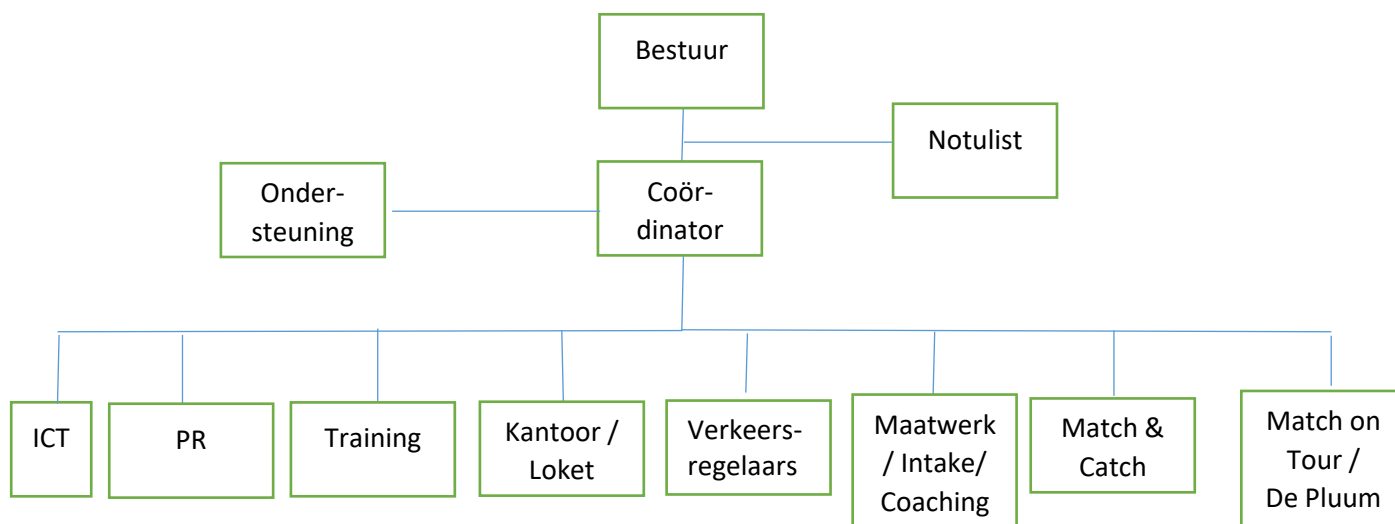 Bestuur
Notulist
Onder-
steuning
Coör-
dinator
ICT
PR
Training
Kantoor /
Loket
Verkeers-
regelaars
Maatwerk
/ Intake/
Coaching
Match &
Catch
Match on
Tour /
De Pluum